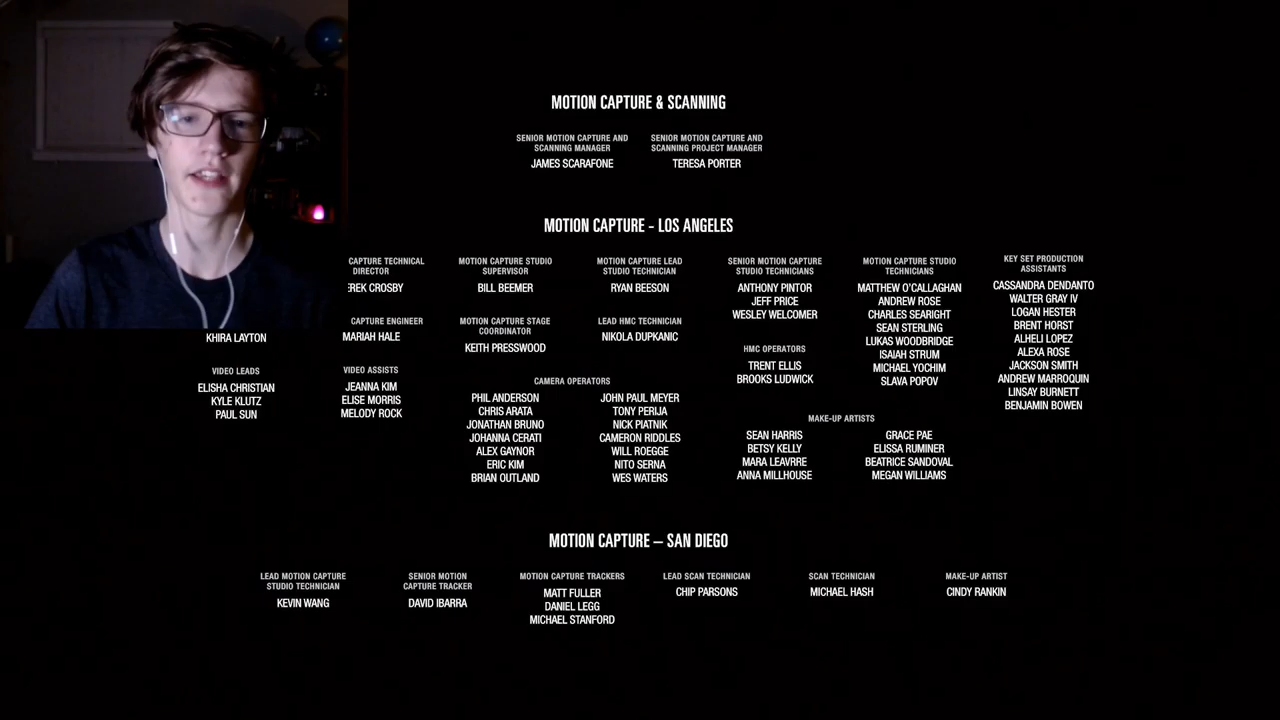 MOTION CAPTURE & SCANNING
SENIOR MOTION CAPTURE AND
SCANNING MANAGER
JAMES SCARAFONE
SENIOR MOTION CAPTURE AND
SCANNING PROJECT MANAGER
TERESA PORTER
MOTION CAPTURE - LOS ANGELES
KHIRA LAYTON
VIDEO LEADS
ELISHA CHRISTIAN
KYLE KLUTZ
PAUL SUN
CAPTURE TECHNICAL
DIRECTOR
EREK CROSBY
CAPTURE ENGINEER
MARIAH HALE
VIDEO ASSISTS
JEANNA KIM
ELISE MORRIS
MELODY ROCK
MOTION CAPTURE STUDIO
SUPERVISOR
BILL BEEMER
MOTION CAPTURE STAGE
COORDINATOR
KEITH PRESSWOOD
MOTION CAPTURE LEAD
STUDIO TECHNICIAN
RYAN BEESON
LEAD HMC TECHNICIAN
NIKOLA DUPKANIC
CAMERA OPERATORS
PHIL ANDERSON
CHRIS ARATA
JONATHAN BRUNO
JOHANNA CERATI
ALEX GAYNOR
ERIC KIM
BRIAN OUTLAND
JOHN PAUL MEYER
TONY PERIJA
NICK PIATNIK
CAMERON RIDDLES
WILL ROEGGE
NITO SERNA
WES WATERS
SENIOR MOTION CAPTURE
STUDIO TECHNICIANS
ANTHONY PINTOR
JEFF PRICE
WESLEY WELCOMER
HMC OPERATORS
TRENT ELLIS
BROOKS LUDWICK
MOTION CAPTURE STUDIO
TECHNICIANS
MATTHEW O'CALLAGHAN
ANDREW ROSE
CHARLES SEARIGHT
SEAN STERLING
LUKAS WOODBRIDGE
ISAIAH STRUM
MICHAEL YOCHIM
SLAVA POPOV
MAKE-UP ARTISTS
SEAN HARRIS
BETSY KELLY
MARA LEAVRRE
ANNA MILLHOUSE
GRACE PAE
ELISSA RUMINER
BEATRICE SANDOVAL
MEGAN WILLIAMS
KEY SET PRODUCTION
ASSISTANTS
CASSANDRA DENDANTO
WALTER GRAY IV
LOGAN HESTER
BRENT HORST
ALHELI LOPEZ
ALEXA ROSE
JACKSON SMITH
ANDREW MARROQUIN
LINSAY BURNETT
BENJAMIN BOWEN
MOTION CAPTURE – SAN DIEGO
LEAD MOTION CAPTURE
STUDIO TECHNICIAN
KEVIN WANG
SENIOR MOTION
CAPTURE TRACKER
DAVID IBARRA
MOTION CAPTURE TRACKERS
MATT FULLER
DANIEL LEGG
MICHAEL STANFORD
LEAD SCAN TECHNICIAN
CHIP PARSONS
SCAN TECHNICIAN
MICHAEL HASH
MAKE-UP ARTIST
CINDY RANKIN